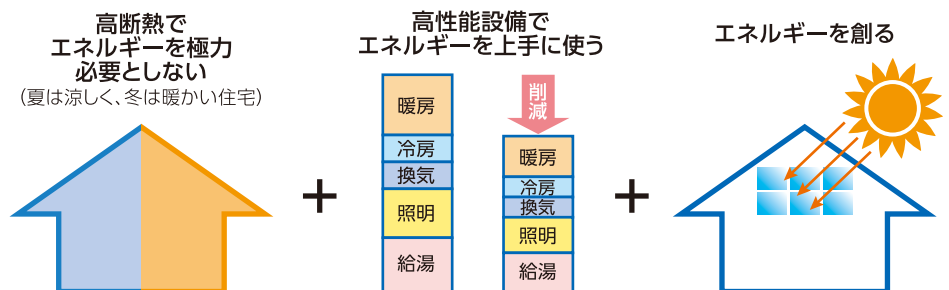 高断熱で
エネルギーを極力
必要としない
（夏は涼しく、冬は暖かい住宅）
高性能設備で
エネルギーを上手に使う
暖房
冷房
換気
照明
給湯
削減
暖房
冷房
換気
照明
給湯
エネルギーを創る
＋
＋